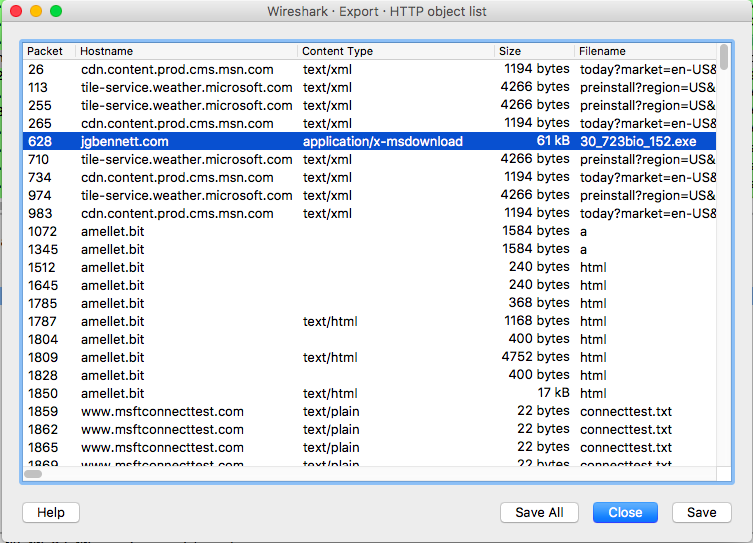 Wireshark · Export · HTTP object list
Packet Hostname Content Type Size Filename
26 cdn.content.prod.cms.msn.com text/xml 1194 bytes today?market=en-US&
113 tile-service.weather.microsoft.com text/xml 4266 bytes preinstall?region=US&
255 tile-service.weather.microsoft.com text/xml 4266 bytes preinstall?region=US&
265 cdn.content.prod.cms.msn.com text/xml 1194 bytes today?market=en-US&
628 jgbennett.com application/x-msdownload 61 kB 30_723bio_152.exe
710 tile-service.weather.microsoft.com text/xml 4266 bytes preinstall?region=US&
734 cdn.content.prod.cms.msn.com text/xml 1194 bytes today?market=en-US&
974 tile-service.weather.microsoft.com text/xml 4266 bytes preinstall?region=US&
983 cdn.content.prod.cms.msn.com text/xml 1194 bytes today?market=en-US&
1072 amellet.bit 1584 bytes a
1345 amellet.bit 1584 bytes a
1512 amellet.bit 240 bytes html
1645 amellet.bit 240 bytes html
1785 amellet.bit 368 bytes html
1787 amellet.bit text/html 1168 bytes html
1804 amellet.bit 400 bytes html
1809 amellet.bit text/html 4752 bytes html
1828 amellet.bit 400 bytes html
1850 amellet.bit text/html 17 kB html
1859 www.msftconnecttest.com text/plain 22 bytes connecttest.txt
1862 www.msftconnecttest.com text/plain 22 bytes connecttest.txt
1865 www.msftconnecttest.com text/plain 22 bytes connecttest.txt
1869 www.msftconnecttest.com text/plain 22 bytes connecttest.txt
Help Save All Close Save